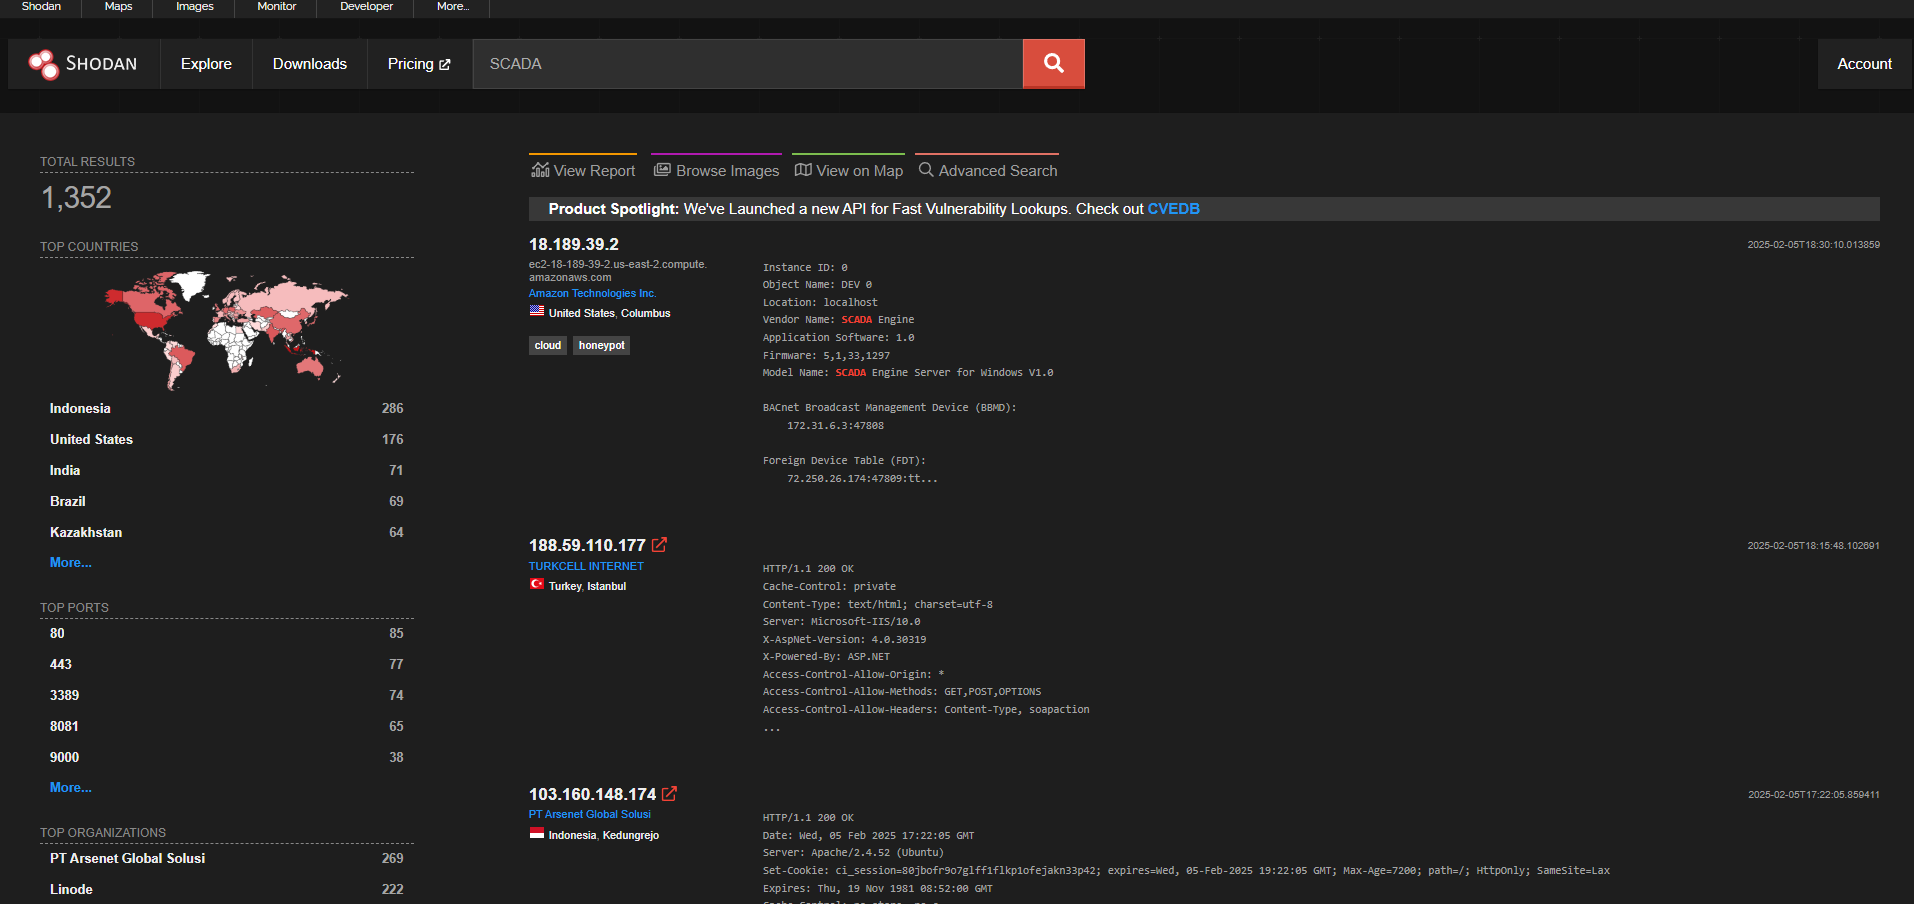 Shodan
Maps
Images
Monitor
Developer
More...
SHODAN
Explore
Downloads
Pricing
SCADA
Account
TOTAL RESULTS
1,352
TOP COUNTRIES
Indonesia 286
United States 176
India 71
Brazil 69
Kazakhstan 64
More...
TOP PORTS
80 85
443 77
3389 74
8081 65
9000 38
More...
TOP ORGANIZATIONS
PT Arsenet Global Solusi 269
Linode 222
View Report
Browse Images
View on Map
Advanced Search
Product Spotlight: We've Launched a new API for Fast Vulnerability Lookups. Check out CVEDB
18.189.39.2
2025-02-05T18:30:10.013859
ec2-18-189-39-2.us-east-2.compute.
amazonaws.com
Amazon Technologies Inc.
United States, Columbus
cloud
honeypot
Instance ID: 0
Object Name: DEV 0
Location: localhost
Vendor Name: SCADA Engine
Application Software: 1.0
Firmware: 5,1,33,1297
Model Name: SCADA Engine Server for Windows V1.0
BACnet Broadcast Management Device (BBMD):
172.31.6.3:47808
Foreign Device Table (FDT):
72.250.26.174:47809:tt...
188.59.110.177
2025-02-05T18:15:48.102691
TURKCELL INTERNET
Turkey, Istanbul
HTTP/1.1 200 OK
Cache-Control: private
Content-Type: text/html; charset=utf-8
Server: Microsoft-IIS/10.0
X-AspNet-Version: 4.0.30319
X-Powered-By: ASP.NET
Access-Control-Allow-Origin: *
Access-Control-Allow-Methods: GET,POST,OPTIONS
Access-Control-Allow-Headers: Content-Type, soapaction
...
103.160.148.174
2025-02-05T17:22:05.859411
PT Arsenet Global Solusi
Indonesia, Kedungrejo
HTTP/1.1 200 OK
Date: Wed, 05 Feb 2025 17:22:05 GMT
Server: Apache/2.4.52 (Ubuntu)
Set-Cookie: ci_session=80jbofr9o7glff1flkp1ofejakn33p42; expires=Wed, 05-Feb-2025 19:22:05 GMT; Max-Age=7200; path=/; HttpOnly; SameSite=Lax
Expires: Thu, 19 Nov 1981 08:52:00 GMT